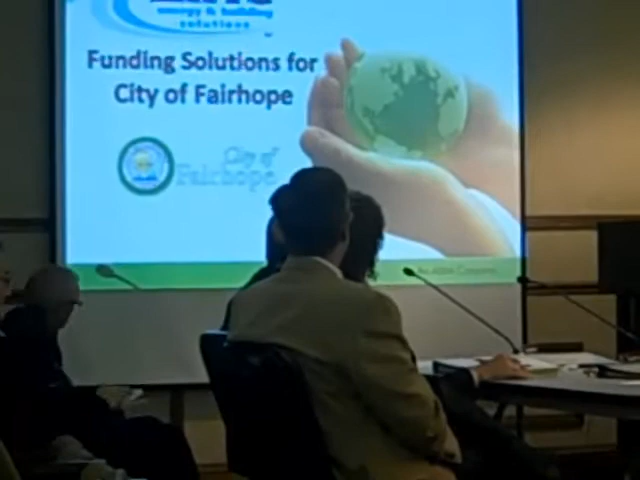 energy & building
solutions
Funding Solutions for
City of Fairhope
City of
Fairhope